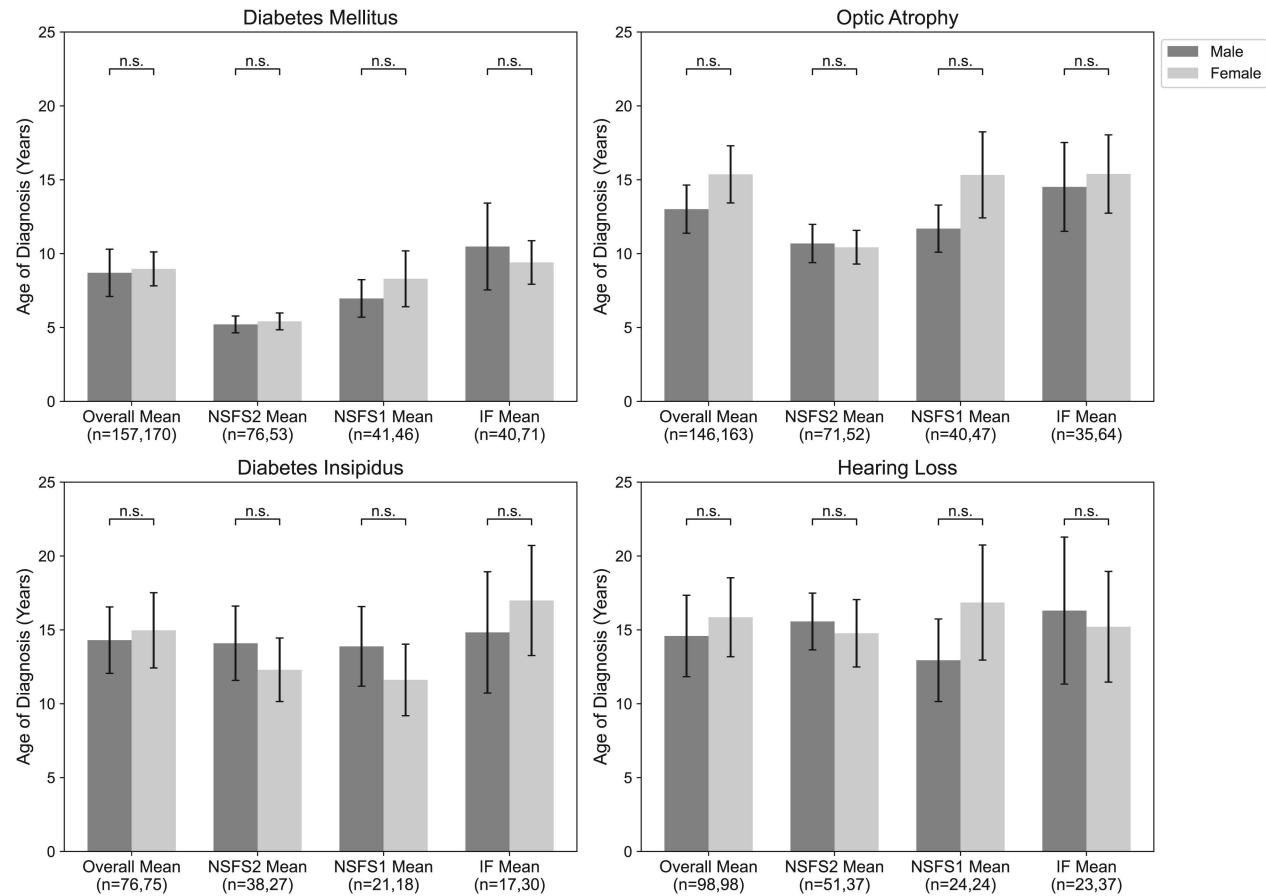 Diabetes Mellitus
Optic Atrophy
Male
Female
Age of Diagnosis (Years)
25
20
15
10
5
0
n.s.
n.s.
n.s.
n.s.
Overall Mean
(n=157,170)
NSFS2 Mean
(n=76,53)
NSFS1 Mean
(n=41,46)
IF Mean
(n=40,71)
Age of Diagnosis (Years)
25
20
15
10
5
0
n.s.
n.s.
n.s.
n.s.
Overall Mean
(n=146,163)
NSFS2 Mean
(n=71,52)
NSFS1 Mean
(n=40,47)
IF Mean
(n=35,64)
Diabetes Insipidus
Age of Diagnosis (Years)
25
20
15
10
5
0
n.s.
n.s.
n.s.
n.s.
Overall Mean
(n=76,75)
NSFS2 Mean
(n=38,27)
NSFS1 Mean
(n=21,18)
IF Mean
(n=17,30)
Hearing Loss
Age of Diagnosis (Years)
25
20
15
10
5
0
n.s.
n.s.
n.s.
n.s.
Overall Mean
(n=98,98)
NSFS2 Mean
(n=51,37)
NSFS1 Mean
(n=24,24)
IF Mean
(n=23,37)